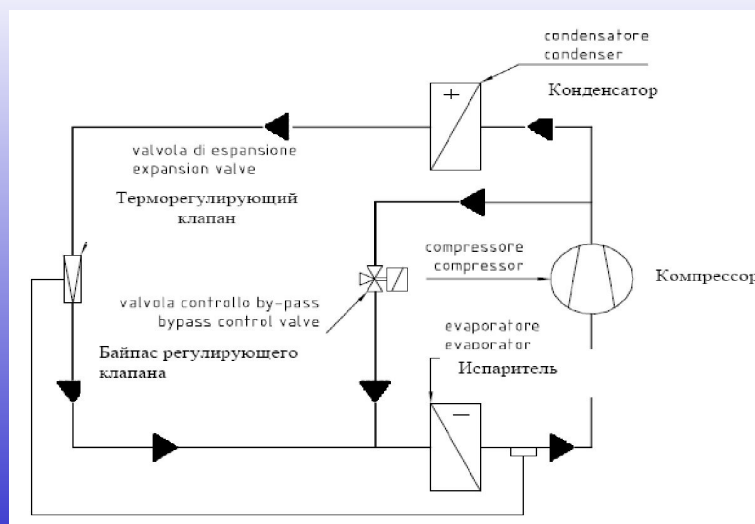 condensatore
condenser
Конденсатор
valvola di espansione
expansion valve
Терморегулирующий
клапан
compressore
compressor
Компрессор
valvola controllo by-pass
bypass control valve
Байпас регулирующего
клапана
evaporatore
evaporator
Испаритель